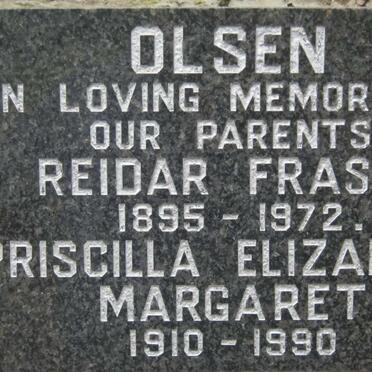 OLSEN
N LOVING MEMOR
OUR PARENTS
REIDAR FRAS
1895 - 1972.
PRISCILLA ELIZA
MARGARET
1910 - 1990